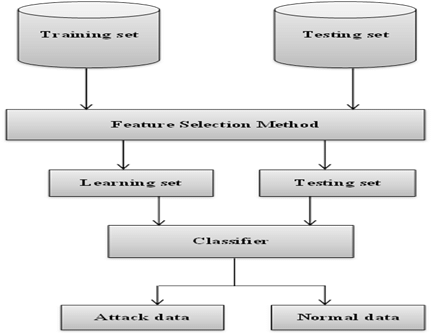 Training set
Testing set
Feature Selection Method
Learning set
Testing set
Classifier
Attack data
Normal data